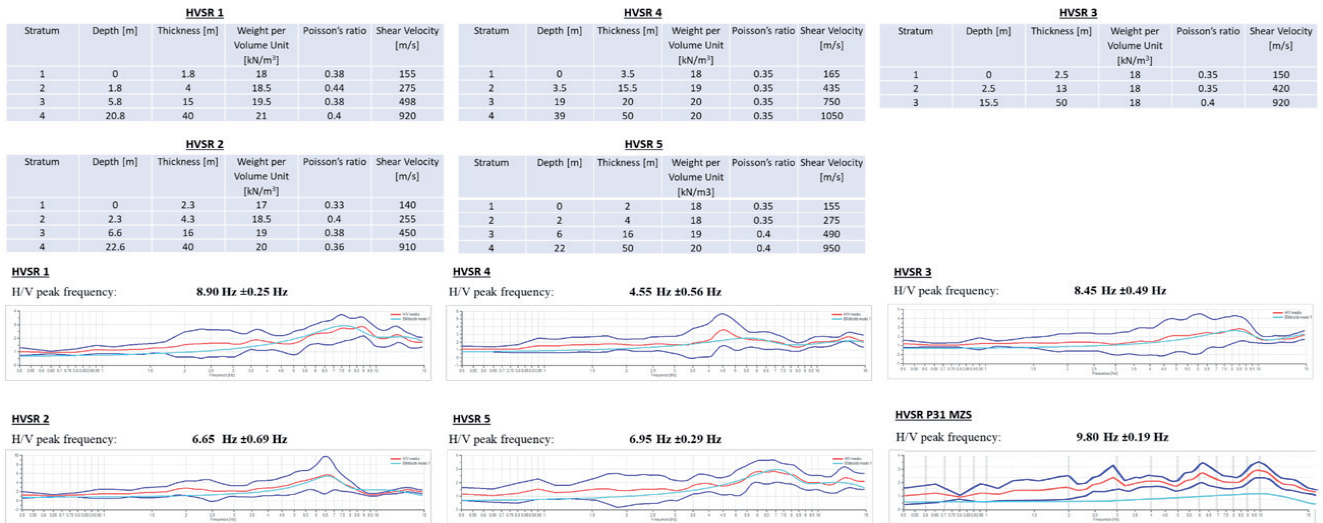 HVSR 1
Stratum Depth [m] Thickness [m] Weight per Volume Unit [kN/m³] Poisson's ratio Shear Velocity [m/s]
1 0 1.8 18 0.38 155
2 1.8 4 18.5 0.44 275
3 5.8 15 19.5 0.38 498
4 20.8 40 21 0.4 920
HVSR 4
Stratum Depth [m] Thickness [m] Weight per Volume Unit [kN/m³] Poisson's ratio Shear Velocity [m/s]
1 0 3.5 18 0.35 165
2 3.5 15.5 19 0.35 435
3 19 20 20 0.35 750
4 39 50 20 0.35 1050
HVSR 3
Stratum Depth [m] Thickness [m] Weight per Volume Unit [kN/m³] Poisson's ratio Shear Velocity [m/s]
1 0 2.5 18 0.35 150
2 2.5 13 18 0.35 420
3 15.5 50 18 0.4 920
HVSR 2
Stratum Depth [m] Thickness [m] Weight per Volume Unit [kN/m³] Poisson's ratio Shear Velocity [m/s]
1 0 2.3 17 0.33 140
2 2.3 4.3 18.5 0.4 255
3 6.6 16 19 0.38 450
4 22.6 40 20 0.36 910
HVSR 5
Stratum Depth [m] Thickness [m] Weight per Volume Unit [kN/m3] Poisson's ratio Shear Velocity [m/s]
1 0 2 18 0.35 155
2 2 4 18 0.35 275
3 6 16 19 0.4 490
4 22 50 20 0.4 950
HVSR 1
H/V peak frequency: 8.90 Hz ±0.25 Hz
HVSR 4
H/V peak frequency: 4.55 Hz ±0.56 Hz
HVSR 3
H/V peak frequency: 8.45 Hz ±0.49 Hz
HVSR 2
H/V peak frequency: 6.65 Hz ±0.69 Hz
HVSR 5
H/V peak frequency: 6.95 Hz ±0.29 Hz
HVSR P31 MZS
H/V peak frequency: 9.80 Hz ±0.19 Hz